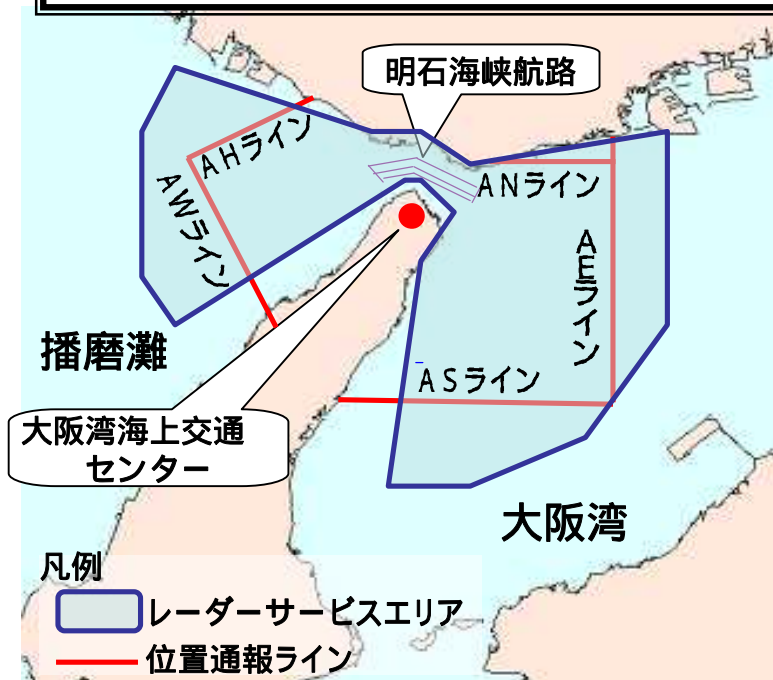 明石海峡航路
AHライン
AWライン
ANライン
AEライン
播磨灘
ASライン
大阪湾海上交通
センター
大阪湾
凡例
レーダーサービスエリア
位置通報ライン